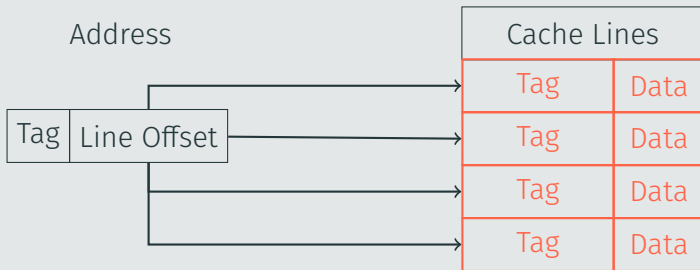 Address
Cache Lines
Tag Data
Tag Line Offset
Tag Data
Tag Data
Tag Data